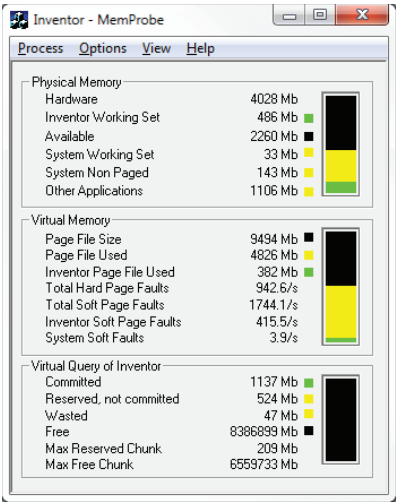 Inventor - MemProbe
Process Options View Help
Physical Memory
Hardware 4028 Mb
Inventor Working Set 486 Mb
Available 2260 Mb
System Working Set 33 Mb
System Non Paged 143 Mb
Other Applications 1106 Mb
Virtual Memory
Page File Size 9494 Mb
Page File Used 4826 Mb
Inventor Page File Used 382 Mb
Total Hard Page Faults 942.6/s
Total Soft Page Faults 1744.1/s
Inventor Soft Page Faults 415.5/s
System Soft Faults 3.9/s
Virtual Query of Inventor
Committed 1137 Mb
Reserved, not committed 524 Mb
Wasted 47 Mb
Free 8386899 Mb
Max Reserved Chunk 209 Mb
Max Free Chunk 6559733 Mb